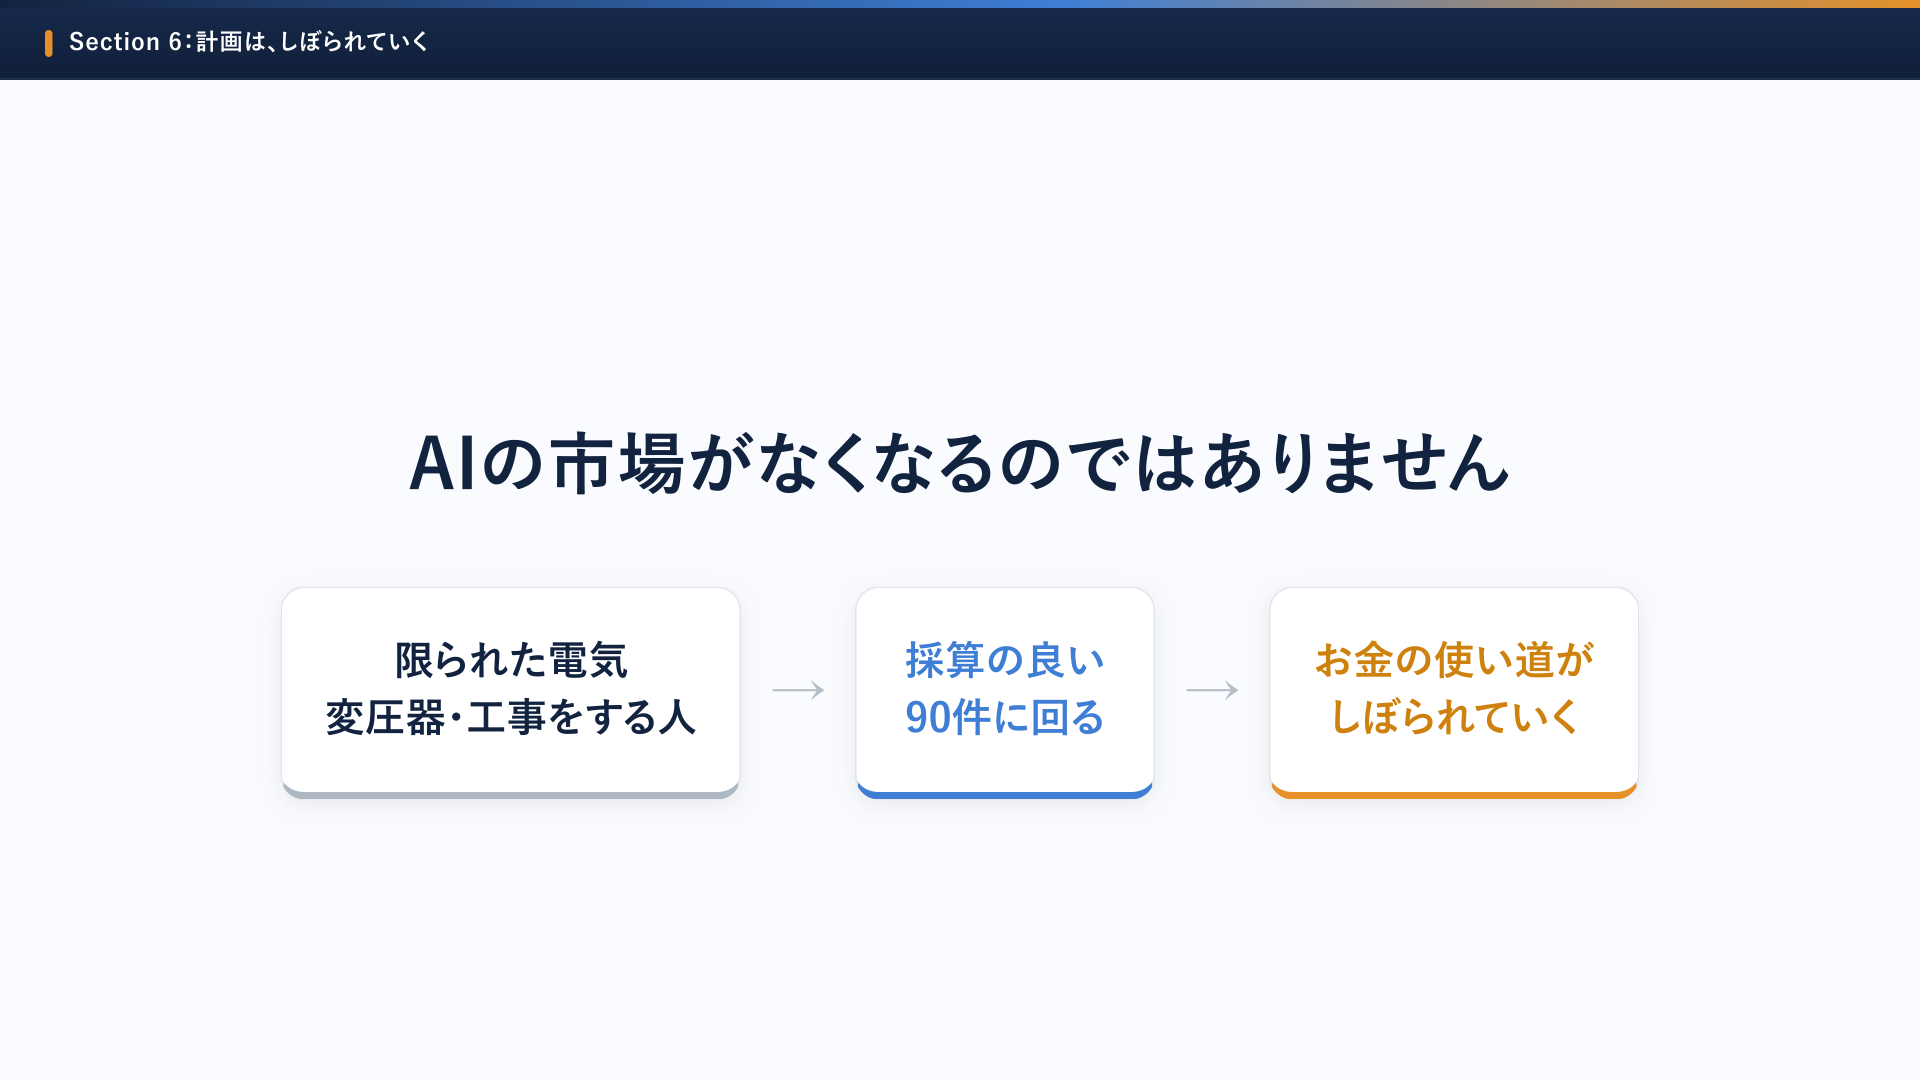 Section 6：計画は、しぼられていく
AIの市場がなくなるのではありません
限られた電気
変圧器・工事をする人
→
採算の良い
90件に回る
→
お金の使い道が
しぼられていく